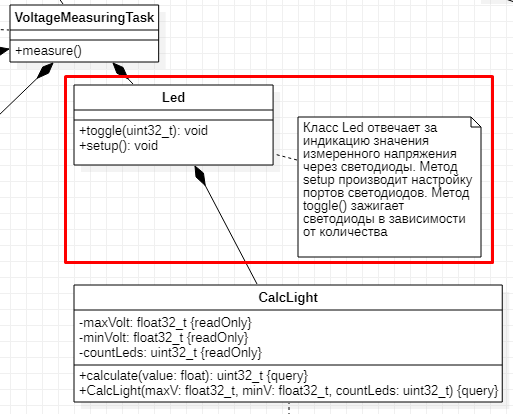 VoltageMeasuringTask
+measure()
Led
+toggle(uint32_t): void
+setup(): void
Класс Led отвечает за
индикацию значения
измеренного напряжения
через светодиоды. Метод
setup производит настройку
портов светодиодов. Метод
toggle() зажигает
светодиоды в зависимости
от количества
CalcLight
-maxVolt: float32_t {readOnly}
-minVolt: float32_t {readOnly}
-countLeds: uint32_t {readOnly}
+calculate(value: float): uint32_t {query}
+CalcLight(maxV: float32_t, minV: float32_t, countLeds: uint32_t) {query}